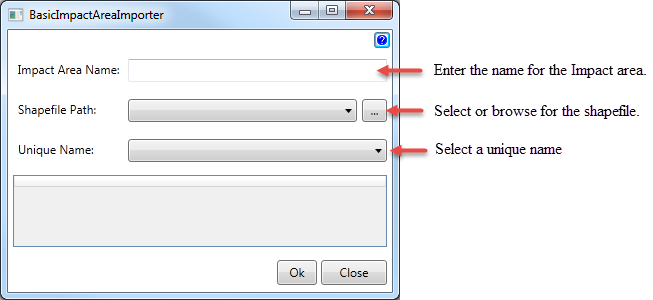 BasicImpactAreaImporter
?
Impact Area Name:
Enter the name for the Impact area.
Shapefile Path:
...
Select or browse for the shapefile.
Unique Name:
Select a unique name
Ok
Close